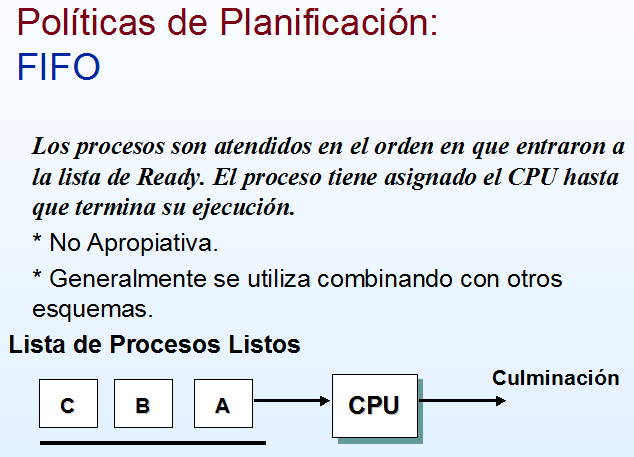 Políticas de Planificación:
FIFO
Los procesos son atendidos en el orden en que entraron a
la lista de Ready. El proceso tiene asignado el CPU hasta
que termina su ejecución.
* No Apropiativa.
* Generalmente se utiliza combinando con otros
esquemas.
Lista de Procesos Listos
Culminación
C B A CPU